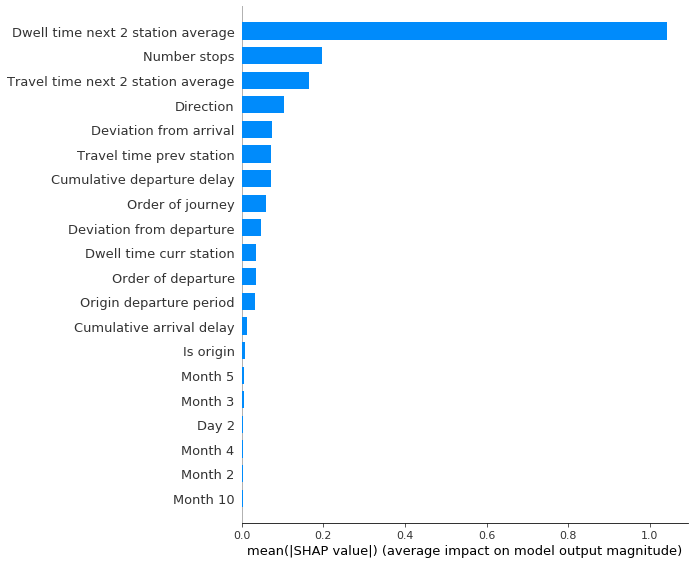 Dwell time next 2 station average
Number stops
Travel time next 2 station average
Direction
Deviation from arrival
Travel time prev station
Cumulative departure delay
Order of journey
Deviation from departure
Dwell time curr station
Order of departure
Origin departure period
Cumulative arrival delay
Is origin
Month 5
Month 3
Day 2
Month 4
Month 2
Month 10
0.0 0.2 0.4 0.6 0.8 1.0
mean(|SHAP value|) (average impact on model output magnitude)